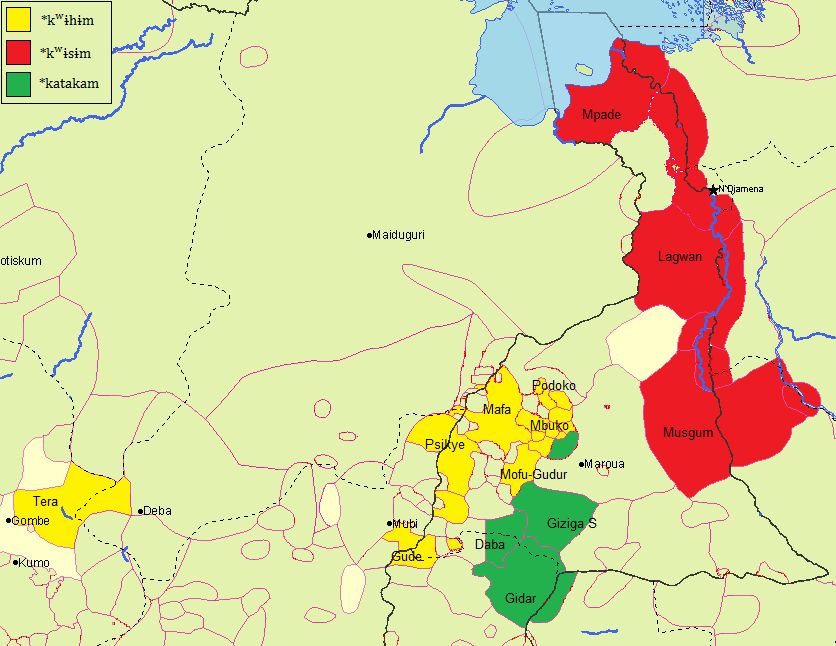 *kʷɨhɨm
*kʷɨsɨm
*katakam
Mpade
N'Djamena
Maiduguri
Lagwan
otiskum
Podoko
Mafa
Mbuko
Musgum
Psikye
Maroua
Mofu-Gudur
Tera
Deba
Gombe
Mubi
Giziga S
Daba
Gude
Kumo
Gidar